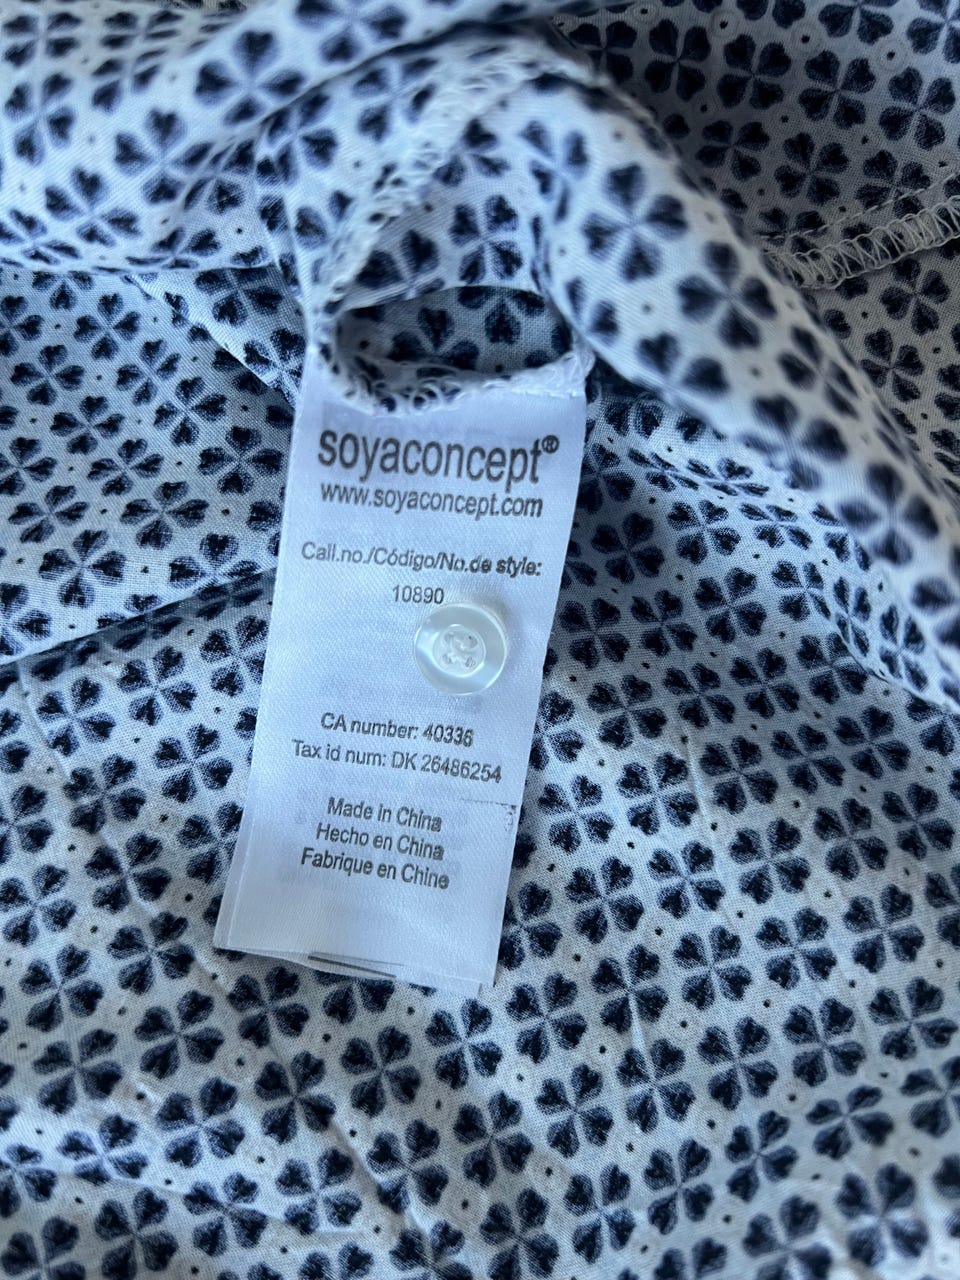 soyaconcept®
www.soyaconcept.com
Call.no./Código/No.de style:
10890
CA number: 40336
Tax id num: DK 26486254
Made in China
Hecho en China
Fabrique en Chine